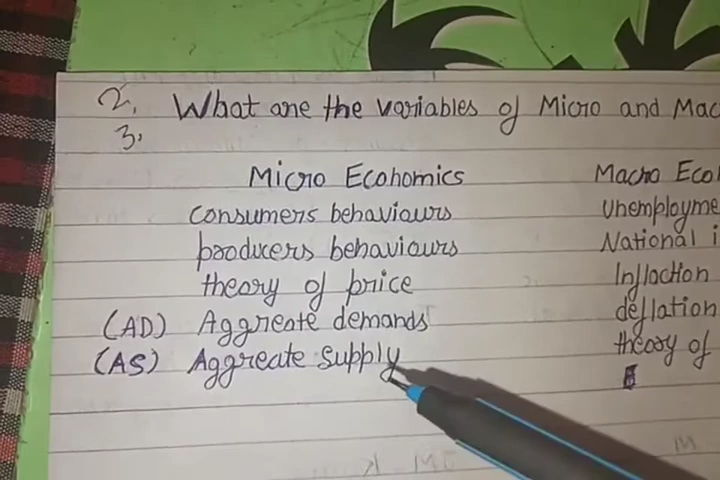 2. What are the variables of Micro and Mac
3.
Micro Economics Macro Eco
consumers behaviours Unemployme
producers behaviours National i
theory of price Inflaction
(AD) Aggreate demands deflation
(AS) Aggreate supply theory of